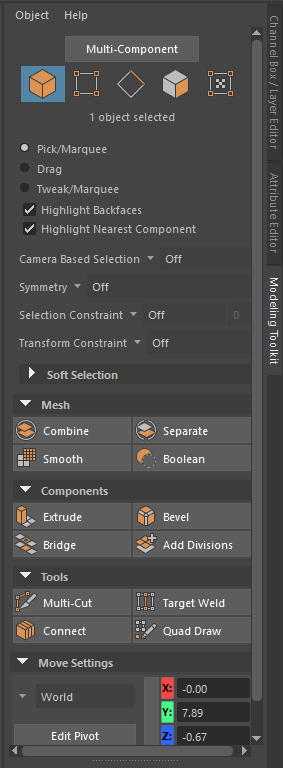 Object Help
Multi-Component
1 object selected
Pick/Marquee
Drag
Tweak/Marquee
Highlight Backfaces
Highlight Nearest Component
Camera Based Selection Off
Symmetry Off
Selection Constraint Off 0
Transform Constraint Off
Soft Selection
Mesh
Combine Separate
Smooth Boolean
Components
Extrude Bevel
Bridge Add Divisions
Tools
Multi-Cut Target Weld
Connect Quad Draw
Move Settings
World
X: -0.00
Y: 7.89
Z: -0.67
Edit Pivot
Channel Box / Layer Editor
Attribute Editor
Modeling Toolkit